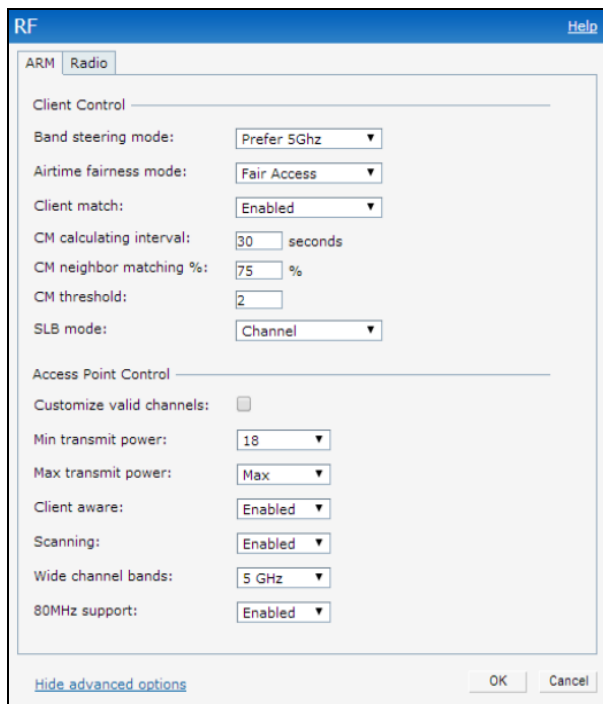 RF Help
ARM Radio
Client Control
Band steering mode: Prefer 5Ghz
Airtime fairness mode: Fair Access
Client match: Enabled
CM calculating interval: 30 seconds
CM neighbor matching %: 75 %
CM threshold: 2
SLB mode: Channel
Access Point Control
Customize valid channels:
Min transmit power: 18
Max transmit power: Max
Client aware: Enabled
Scanning: Enabled
Wide channel bands: 5 GHz
80MHz support: Enabled
Hide advanced options OK Cancel